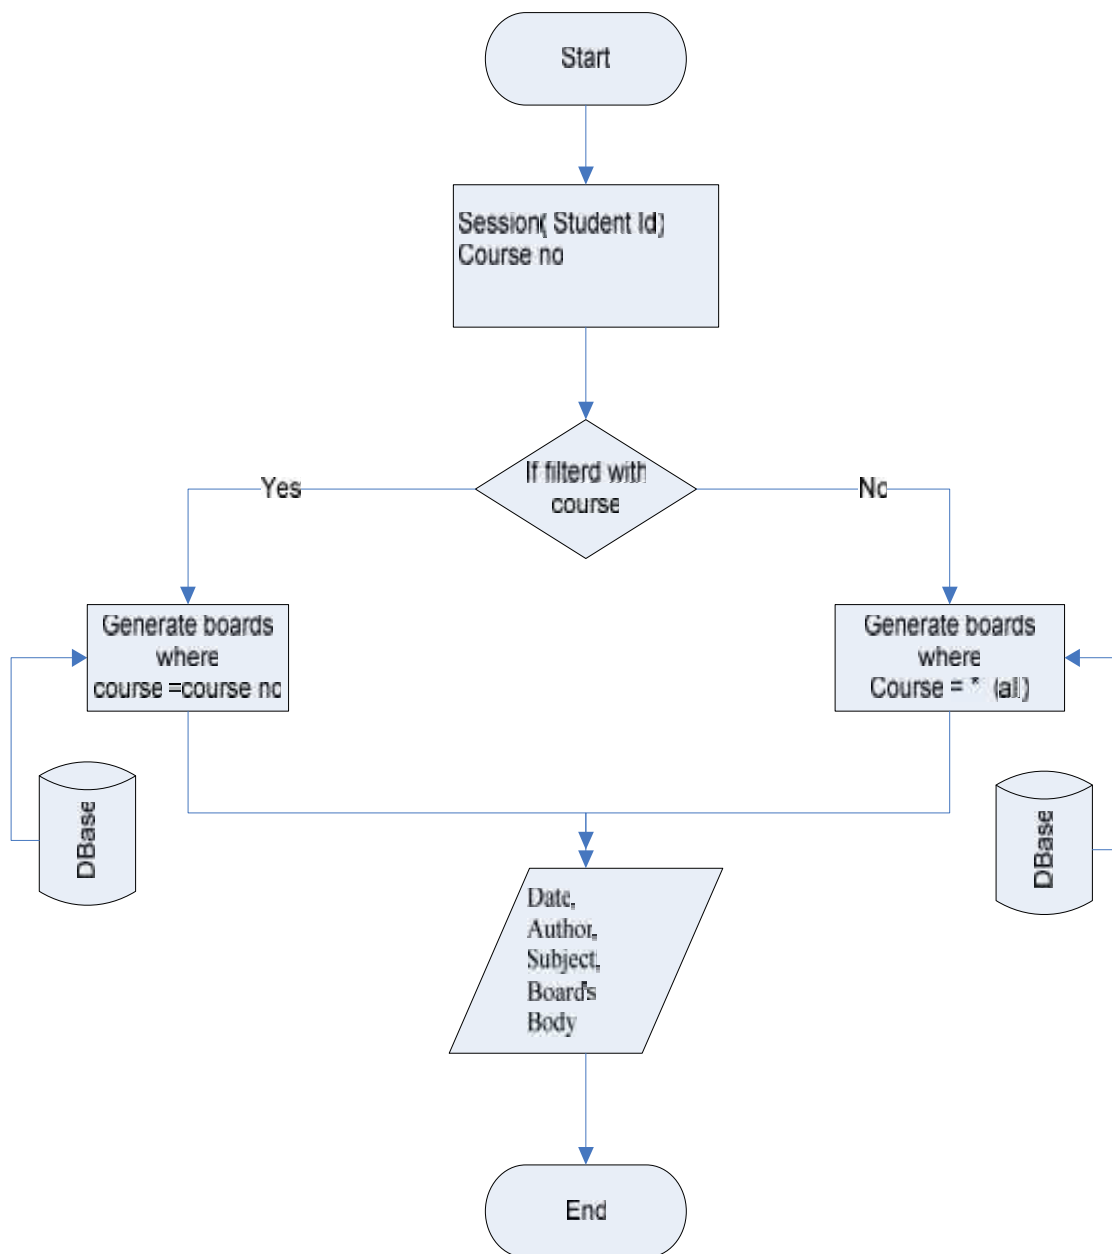 Start
Session( Student Id)
Course no
If filterd with
course
Yes
No
Generate boards
where
course =course no
Generate boards
where
Course = * (all)
DBase
DBase
Date,
Author,
Subject,
Board's
Body
End